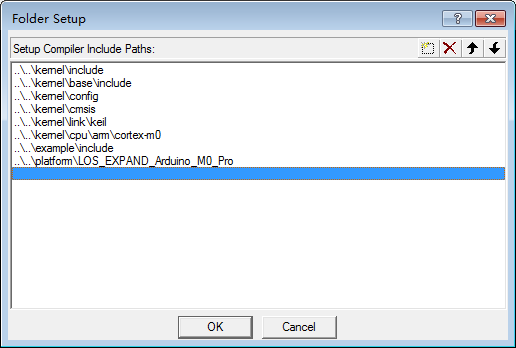 Folder Setup
Setup Compiler Include Paths:
..\..\kernel\include
..\..\kernel\base\include
..\..\kernel\config
..\..\kernel\cmsis
..\..\kernel\link\keil
..\..\kernel\cpu\arm\cortex-m0
..\..\example\include
..\..\platform\LOS_EXPAND_Arduino_M0_Pro
OK
Cancel